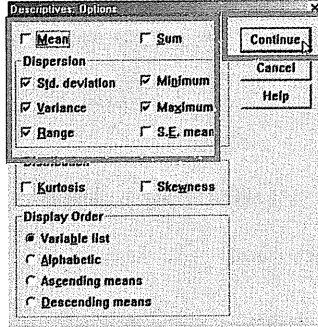 Descriptives: Options
Mean Sum Continue
Dispersion Cancel
Std. deviation Minimum Help
Variance Maximum
Range S.E. mean
Distribution
Kurtosis Skewness
Display Order
Variable list
Alphabetic
Ascending means
Descending means